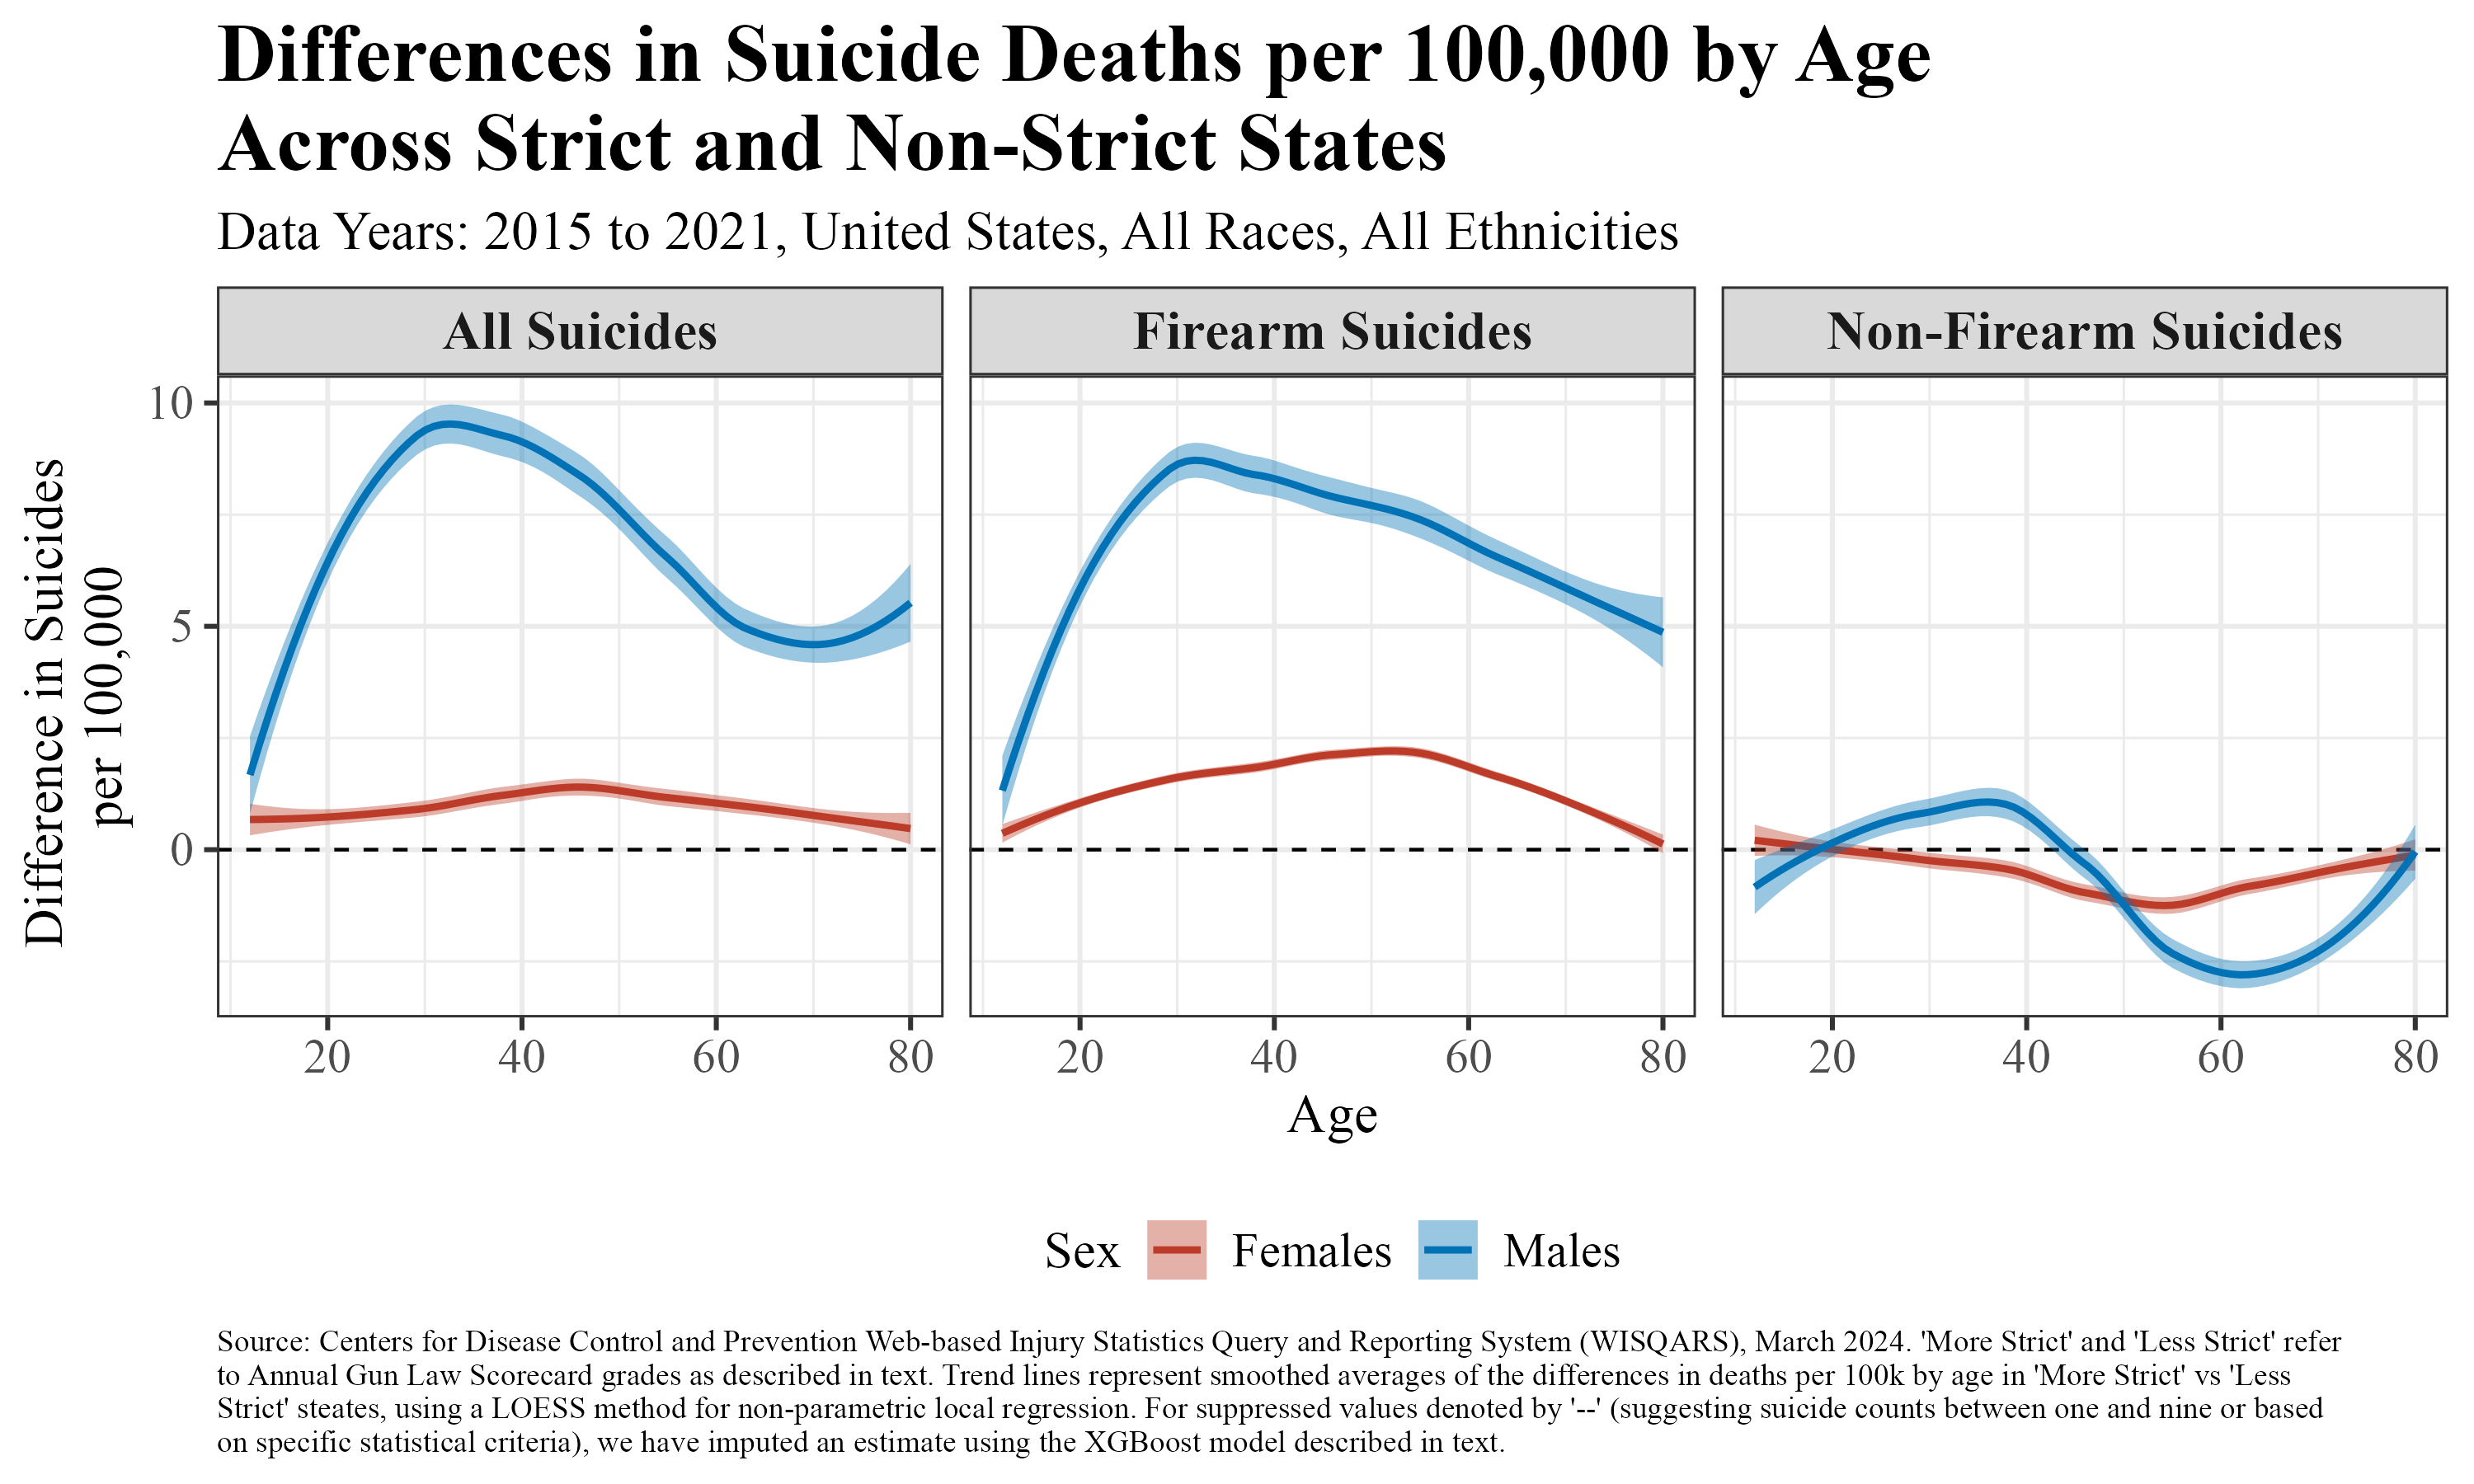 Differences in Suicide Deaths per 100,000 by Age
Across Strict and Non-Strict States
Data Years: 2015 to 2021, United States, All Races, All Ethnicities
All Suicides
Firearm Suicides
Non-Firearm Suicides
Difference in Suicides
per 100,000
10
5
0
20 40 60 80
20 40 60 80
20 40 60 80
Age
Sex Females Males
Source: Centers for Disease Control and Prevention Web-based Injury Statistics Query and Reporting System (WISQARS), March 2024. 'More Strict' and 'Less Strict' refer
to Annual Gun Law Scorecard grades as described in text. Trend lines represent smoothed averages of the differences in deaths per 100k by age in 'More Strict' vs 'Less
Strict' steates, using a LOESS method for non-parametric local regression. For suppressed values denoted by '--' (suggesting suicide counts between one and nine or based
on specific statistical criteria), we have imputed an estimate using the XGBoost model described in text.